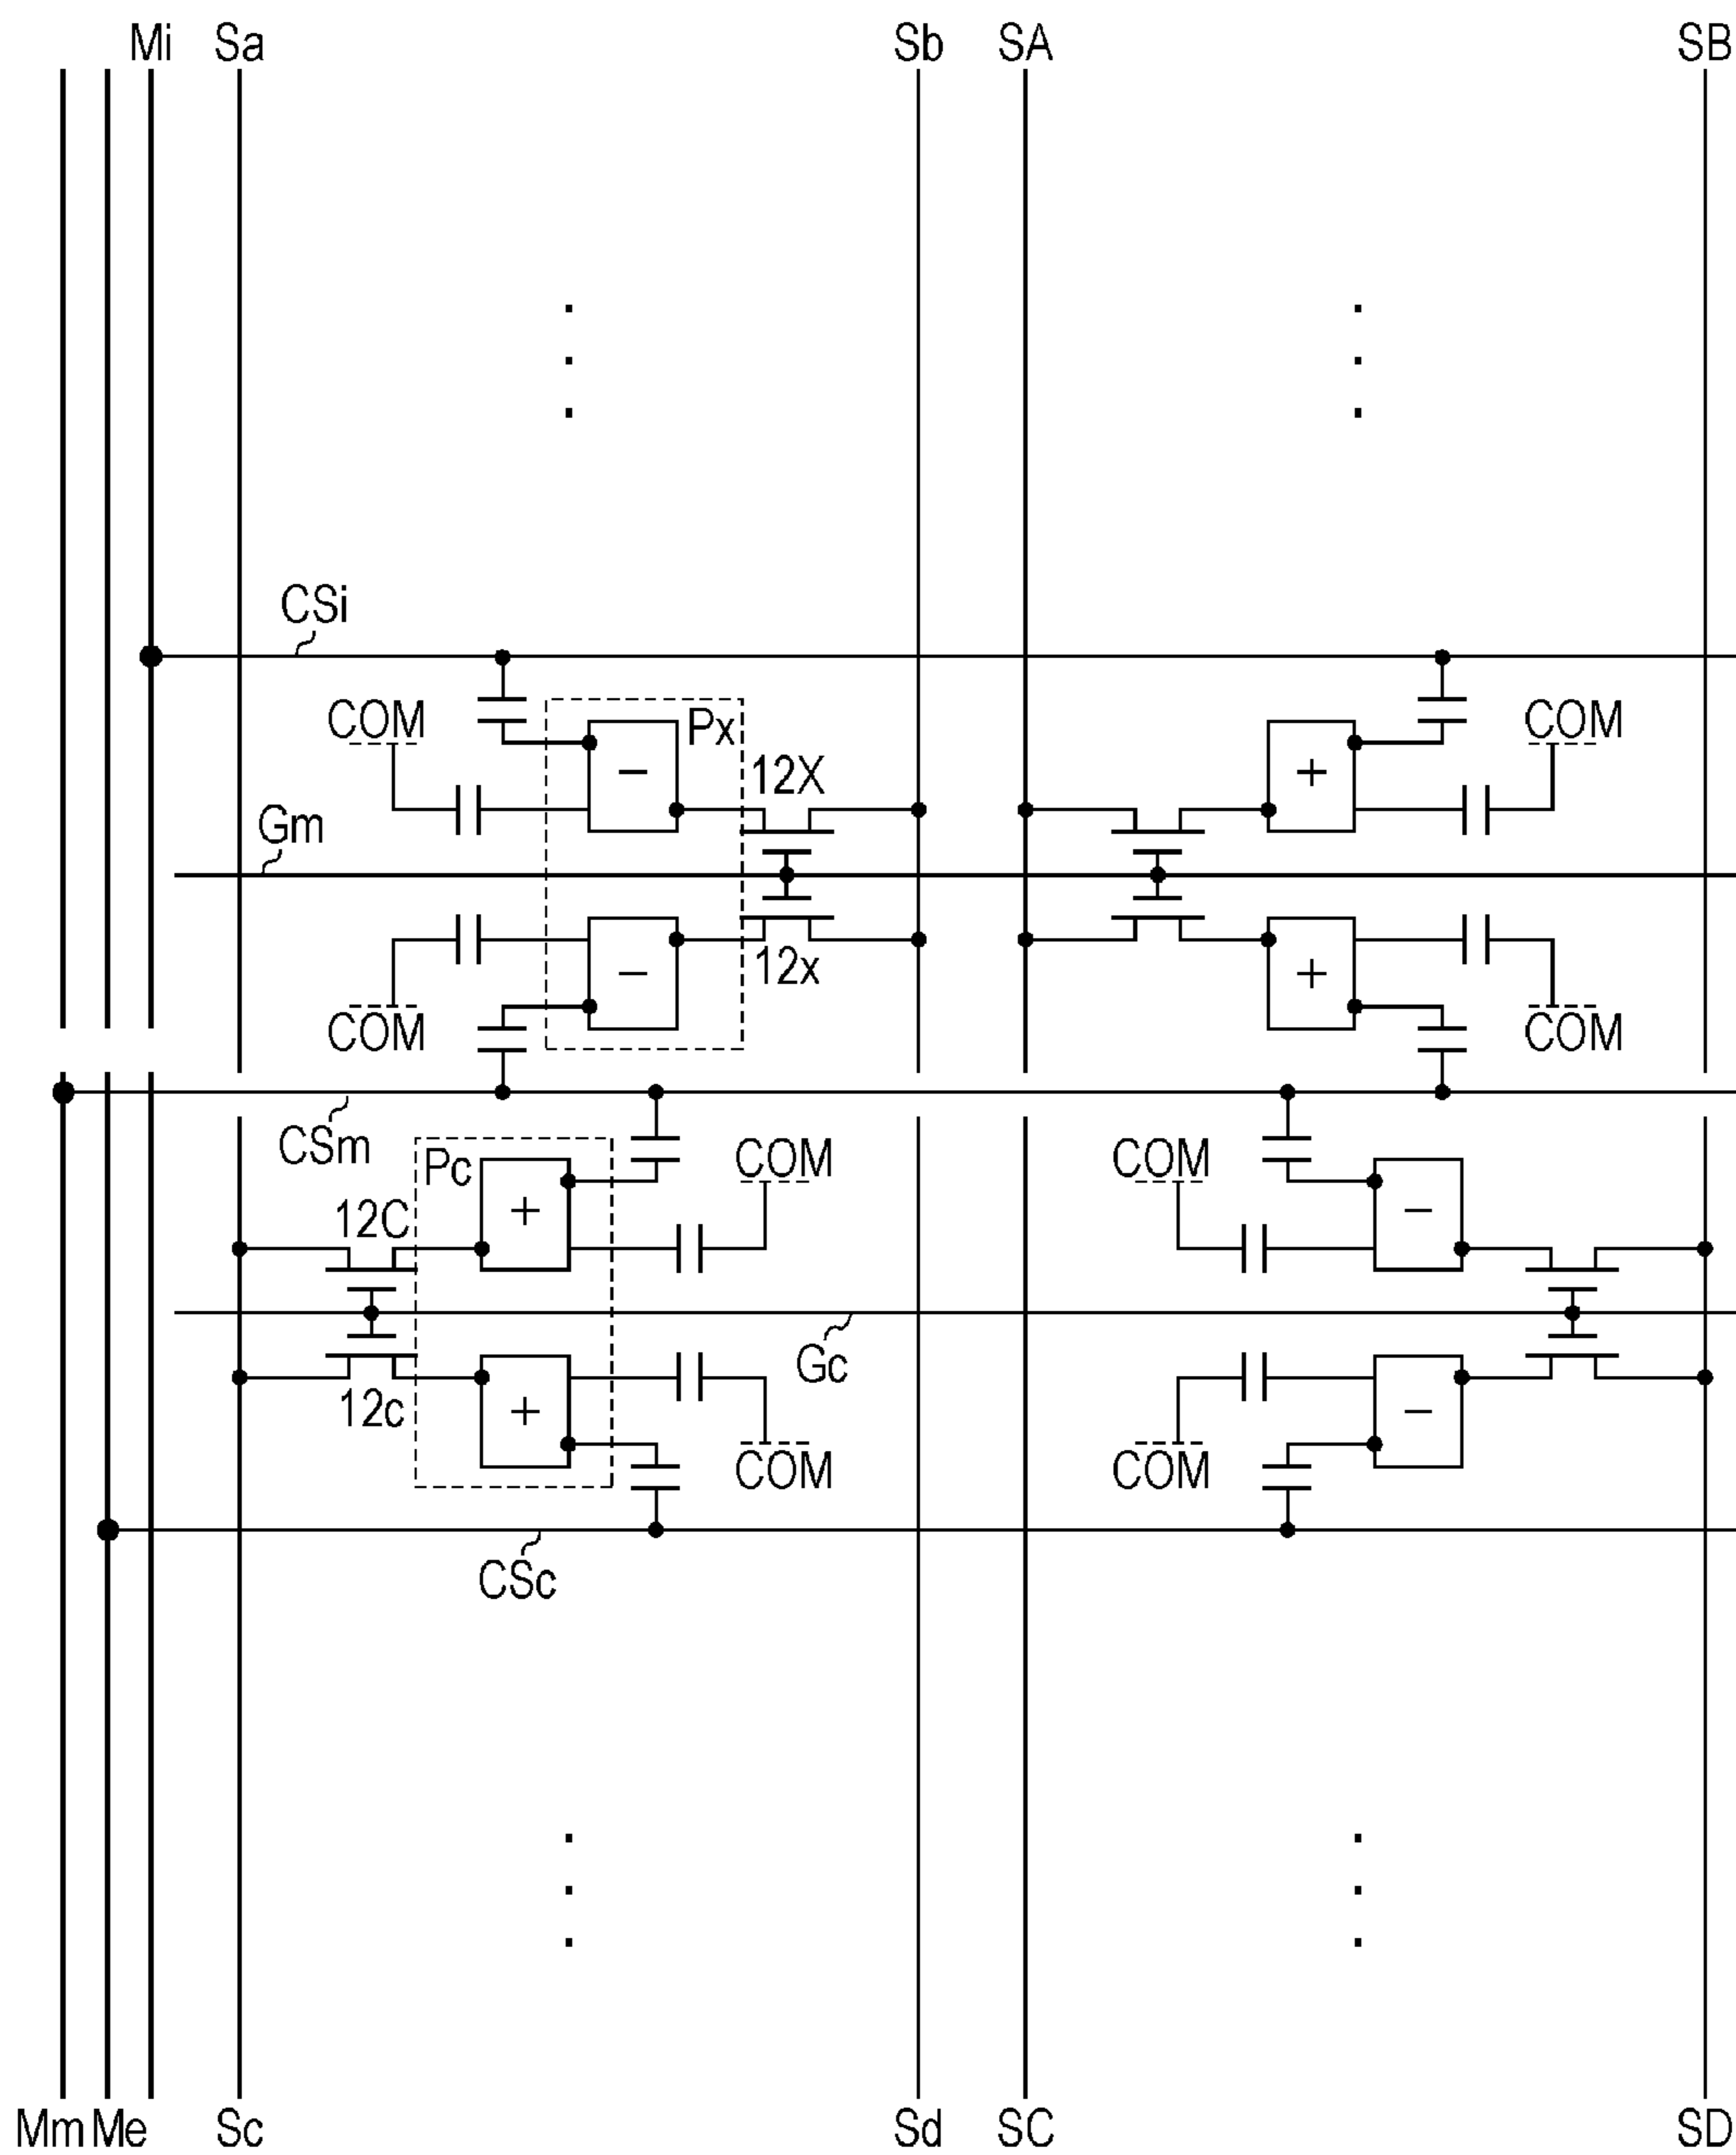 Mi Sa Sb SA SB
CSi
COM Px COM
12X
Gm
− +
− +
12x
COM COM
CSm
Pc COM COM
12C
+ −
Gc
12c
+ −
COM COM
CSc
Mm Me Sc Sd SC SD